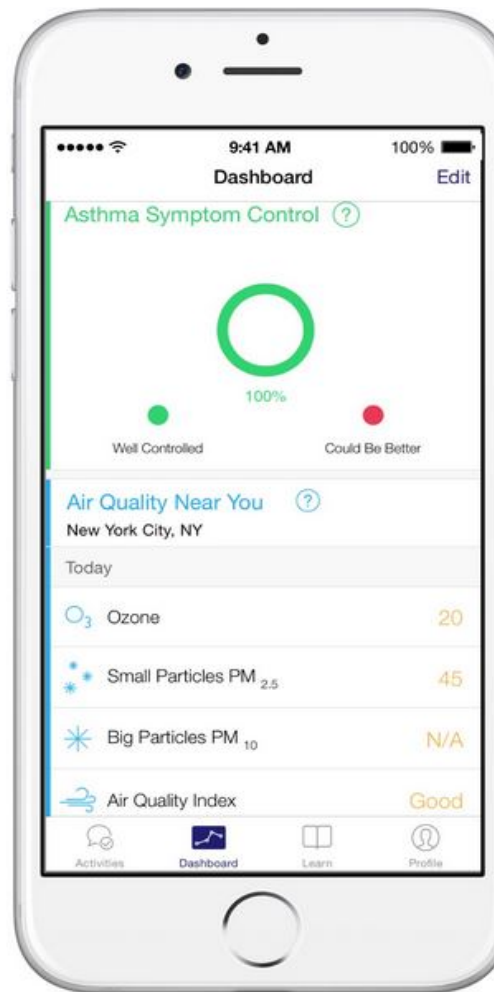 9:41 AM 100%
Dashboard Edit
Asthma Symptom Control ?
100%
Well Controlled Could Be Better
Air Quality Near You ?
New York City, NY
Today
O3 Ozone 20
Small Particles PM 2.5 45
Big Particles PM 10 N/A
Air Quality Index Good
Activities Dashboard Learn Profile